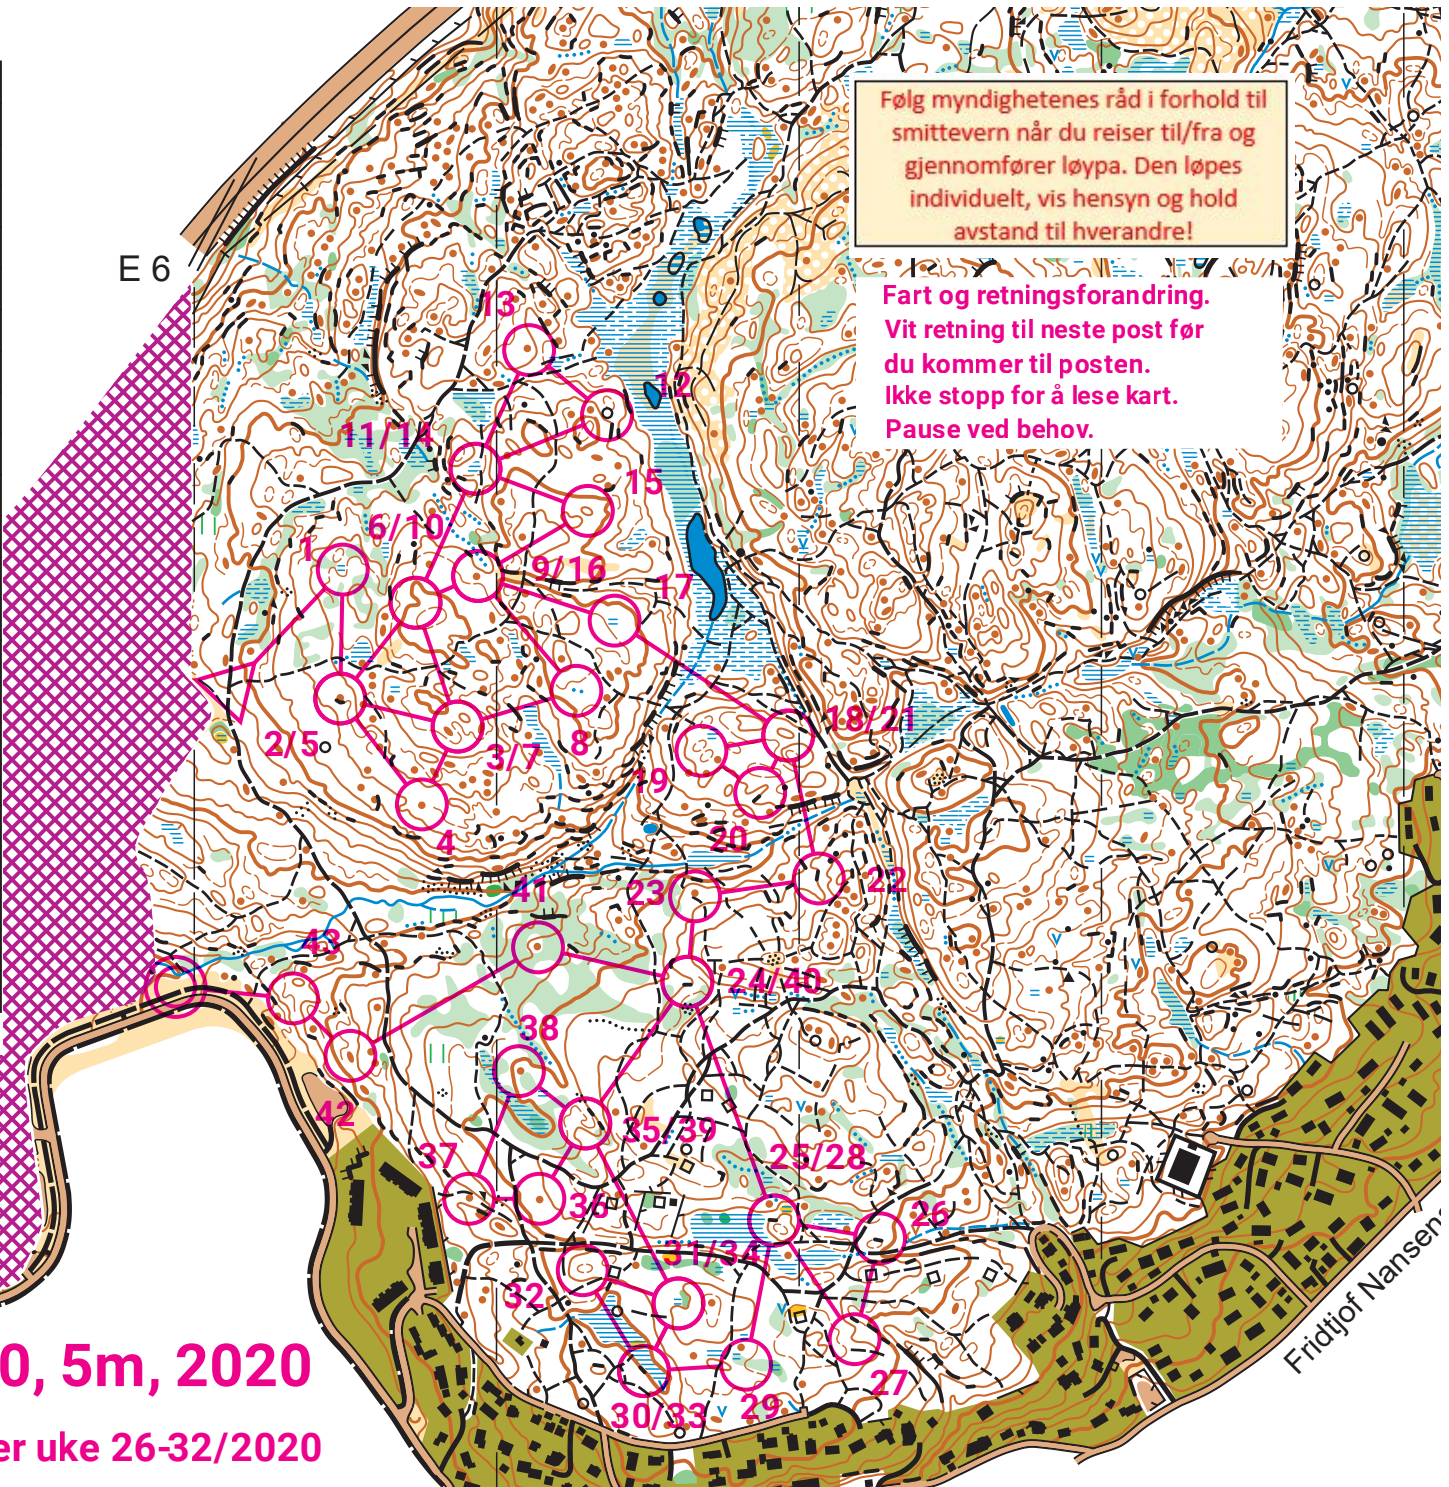 Følg myndighetenes råd i forhold til
smittevern når du reiser til/fra og
gjennomfører løypa. Den løpes
individuelt, vis hensyn og hold
avstand til hverandre!
E 6
Fart og retningsforandring.
Vit retning til neste post før
du kommer til posten.
Ikke stopp for å lese kart.
Pause ved behov.
13
12
11/14
15
6/10
1
9/16
17
18/21
2/5
3/7
8
19
20
4
41
23
22
43
24/40
38
42
35/39
37
25/28
36
26
31/34
32
27
30/33
29
0, 5m, 2020
er uke 26-32/2020
Fridtjof